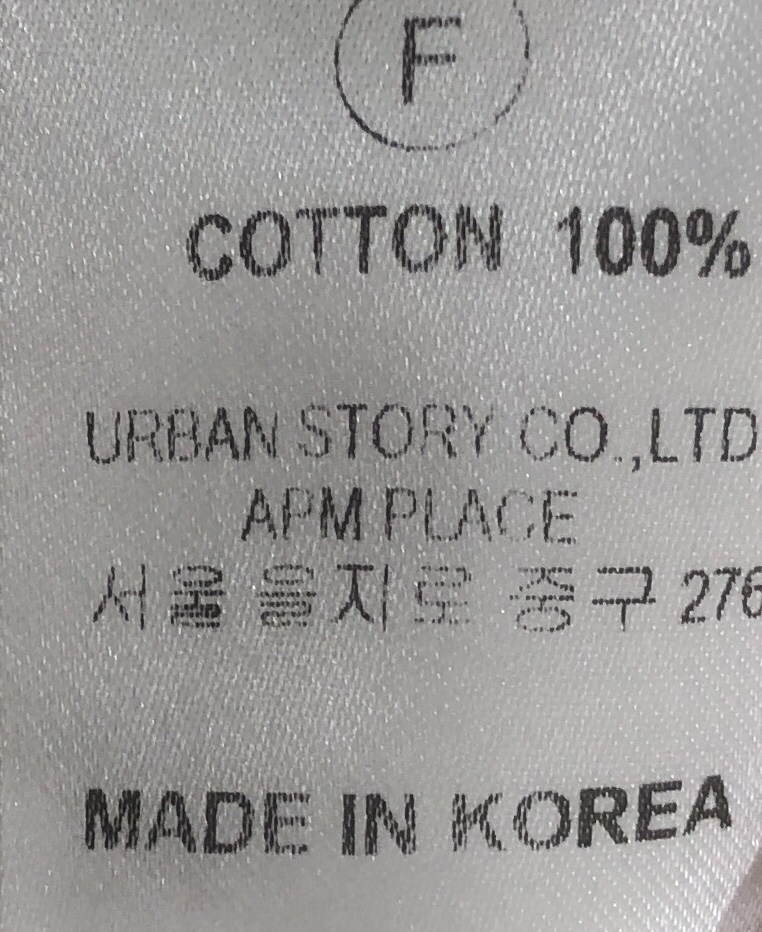 F
COTTON 100%
URBAN STORY CO.,LTD
APM PLACE
서울 을지로 중구 276
MADE IN KOREA